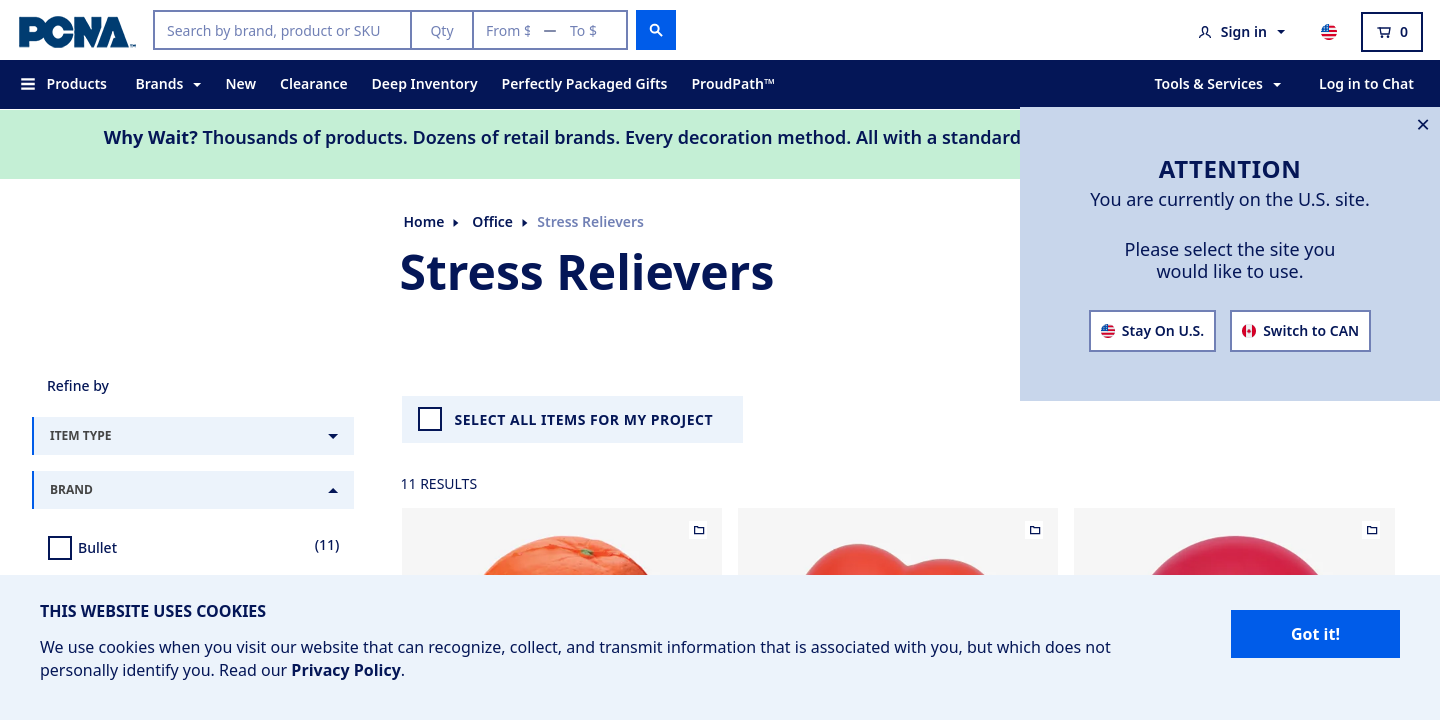 PCNA™
Search by brand, product or SKU
Qty
From $
To $
Sign in
0
Products
Brands
New
Clearance
Deep Inventory
Perfectly Packaged Gifts
ProudPath™
Tools & Services
Log in to Chat
Why Wait? Thousands of products. Dozens of retail brands. Every decoration method. All with a standard
ATTENTION
You are currently on the U.S. site.
Please select the site you
would like to use.
Stay On U.S.
Switch to CAN
Home
Office
Stress Relievers
Stress Relievers
Refine by
ITEM TYPE
BRAND
Bullet
(11)
SELECT ALL ITEMS FOR MY PROJECT
11 RESULTS
THIS WEBSITE USES COOKIES
We use cookies when you visit our website that can recognize, collect, and transmit information that is associated with you, but which does not
personally identify you. Read our Privacy Policy.
Got it!